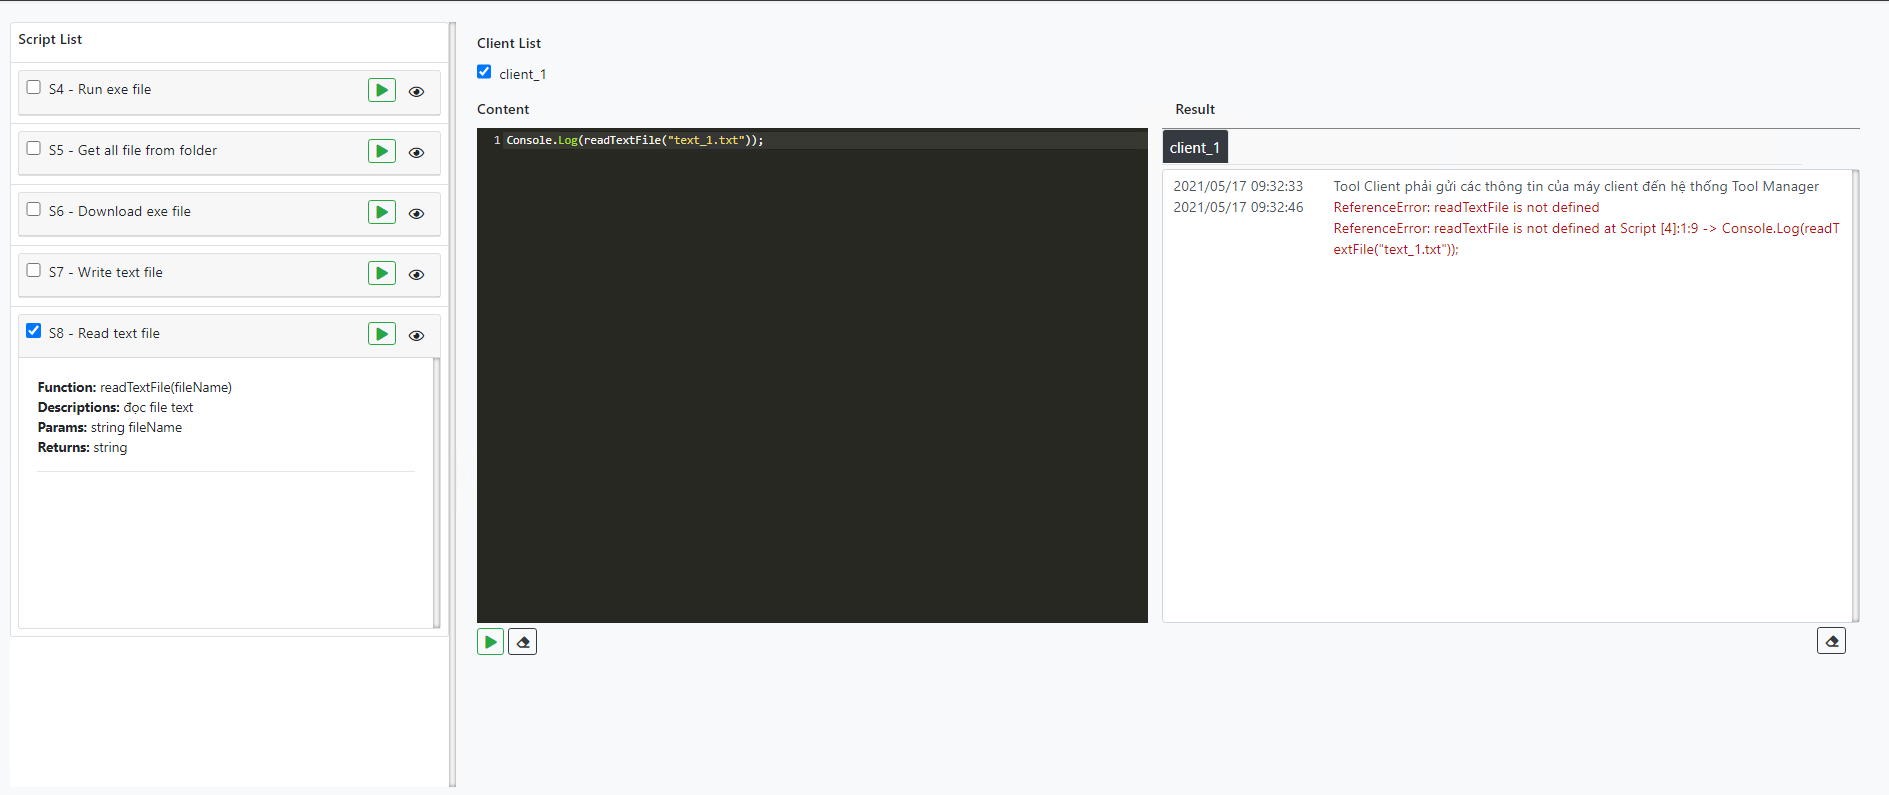 Script List
S4 - Run exe file
S5 - Get all file from folder
S6 - Download exe file
S7 - Write text file
S8 - Read text file
Function: readTextFile(fileName)
Descriptions: đọc file text
Params: string fileName
Returns: string
Client List
client_1
Content
1 Console.Log(readTextFile("text_1.txt"));
Result
client_1
2021/05/17 09:32:33 Tool Client phải gửi các thông tin của máy client đến hệ thống Tool Manager
2021/05/17 09:32:46 ReferenceError: readTextFile is not defined
ReferenceError: readTextFile is not defined at Script [4]:1:9 -> Console.Log(readT
extFile("text_1.txt"));